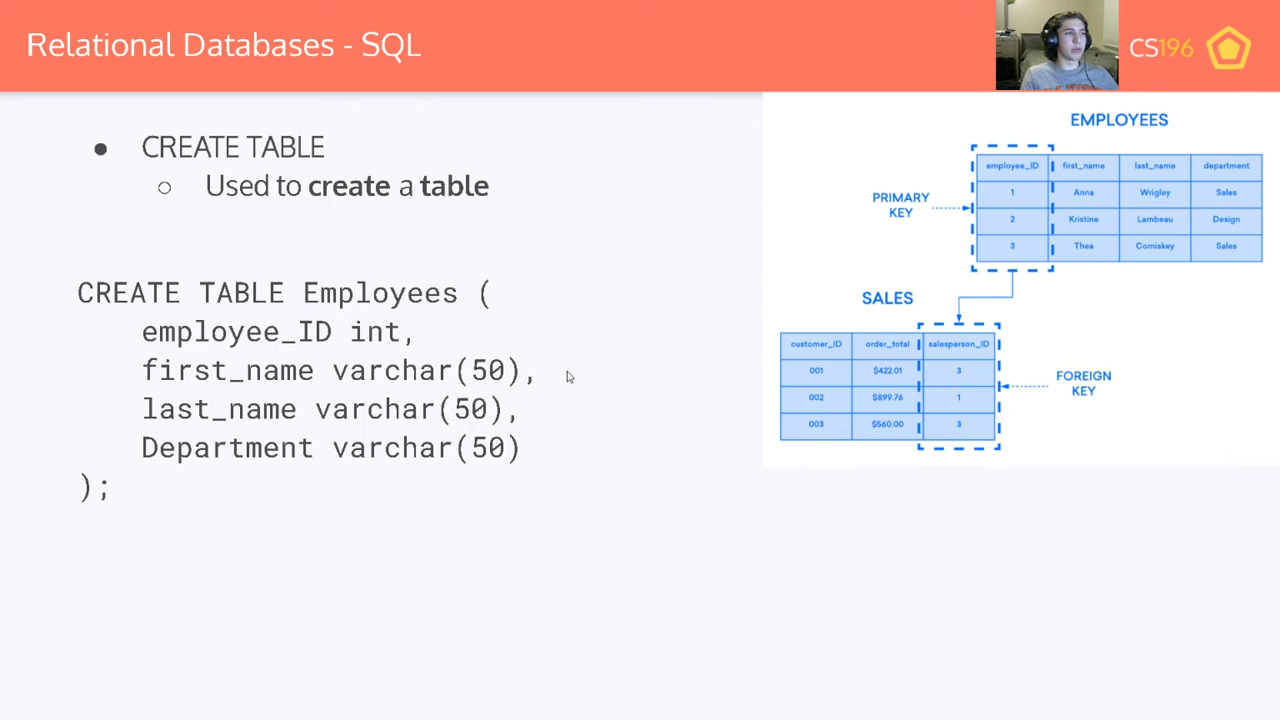 Relational Databases - SQL
CS196
CREATE TABLE
Used to create a table
CREATE TABLE Employees (
employee_ID int,
first_name varchar(50),
last_name varchar(50),
Department varchar(50)
);
EMPLOYEES
employee_ID first_name last_name department
1 Anna Wrigley Sales
2 Kristine Lambeau Design
3 Thea Comiskey Sales
PRIMARY
KEY
SALES
customer_ID order_total salesperson_ID
001 $422.01 3
002 $899.76 1
003 $560.00 3
FOREIGN
KEY